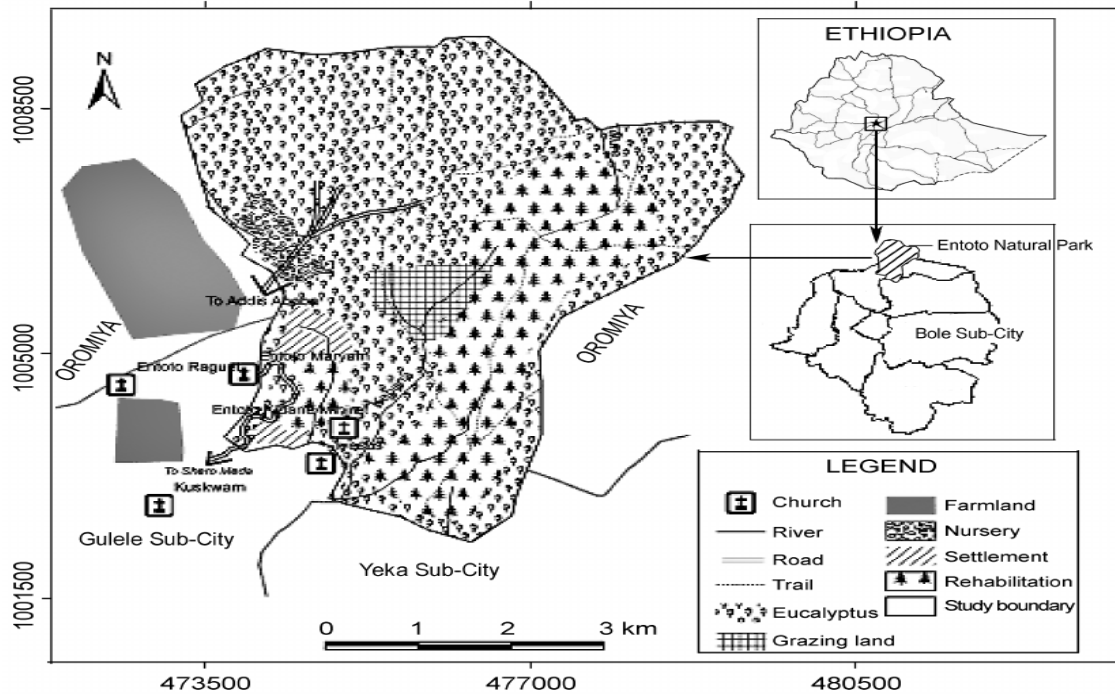 ETHIOPIA
N
1008500
Entoto Natural Park
To Addis Ababa
OROMIYA
OROMIYA
Bole Sub-City
1005000
Entoto Maryam
Entoto Raguel
Entoto
To Shero Meda
Kuskwam
LEGEND
Church
River
Road
Trail
Eucalyptus
Grazing land
Farmland
Nursery
Settlement
Rehabilitation
Study boundary
Gulele Sub-City
Yeka Sub-City
1001500
0 1 2 3 km
473500 477000 480500